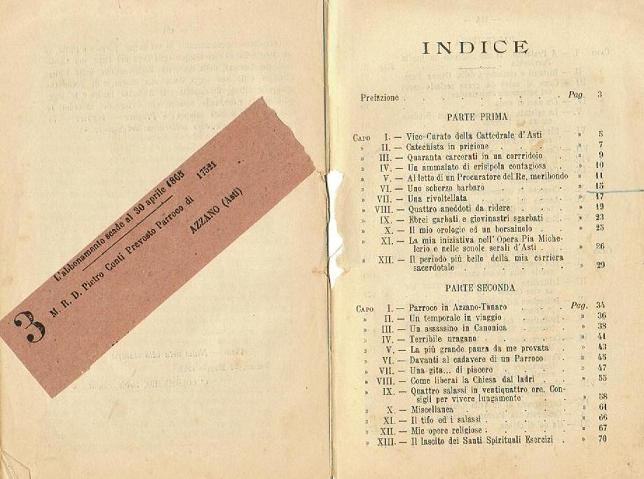 3
L'abbonamento scade al 30 aprile 1905
M. R. D. Pietro Conti Prevosto Parroco di 17521
AZZANO (Asti)
INDICE
Prefazione . . . . . . . Pag. 3
PARTE PRIMA
CAPO I. — Vice-Curato della Cattedrale d'Asti » 5
» II. — Catechista in prigione . . . » 7
» III. — Quaranta carcerati in un corridoio . » 9
» IV. — Un ammalato di erisipola contagiosa . » 10
» V. — Al letto di un Procuratore del Re, moribondo » 11
» VI. — Uno scherzo barbaro . . . » 15
» VII. — Una rivoltellata . . . » 17
» VIII. — Quattro aneddoti da ridere . . » 19
» IX. — Ebrei garbati e giovinastri sgarbati . » 23
» X. — Il mio orologio ed un borsaiuolo . » 25
» XI. — La mia iniziativa nell'Opera Pia Miche-
lerio e nelle scuole serali d'Asti . » 26
» XII. — Il periodo più bello della mia carriera
sacerdotale . . . » 29
PARTE SECONDA
CAPO I. — Parroco in Azzano-Tanaro . . Pag. 34
» II. — Un temporale in viaggio . . » 36
» III. — Un assassino in Canonica . . » 38
» IV. — Terribile uragano . . . » 41
» V. — La più grande paura da me provata . » 43
» VI. — Davanti al cadavere di un Parroco . » 45
» VII. — Una gita... di piacere . . » 47
» VIII. — Come liberai la Chiesa dai ladri . » 55
» IX. — Quattro salassi in ventiquattro ore. Con-
sigli per vivere lungamente . » 58
» X. — Miscellanea . . . » 61
» XI. — Il tifo ed i salassi . . . » 66
» XII. — Mie opere religiose . . . » 67
» XIII. — Il lascito dei Santi Spirituali Esercizi . » 70